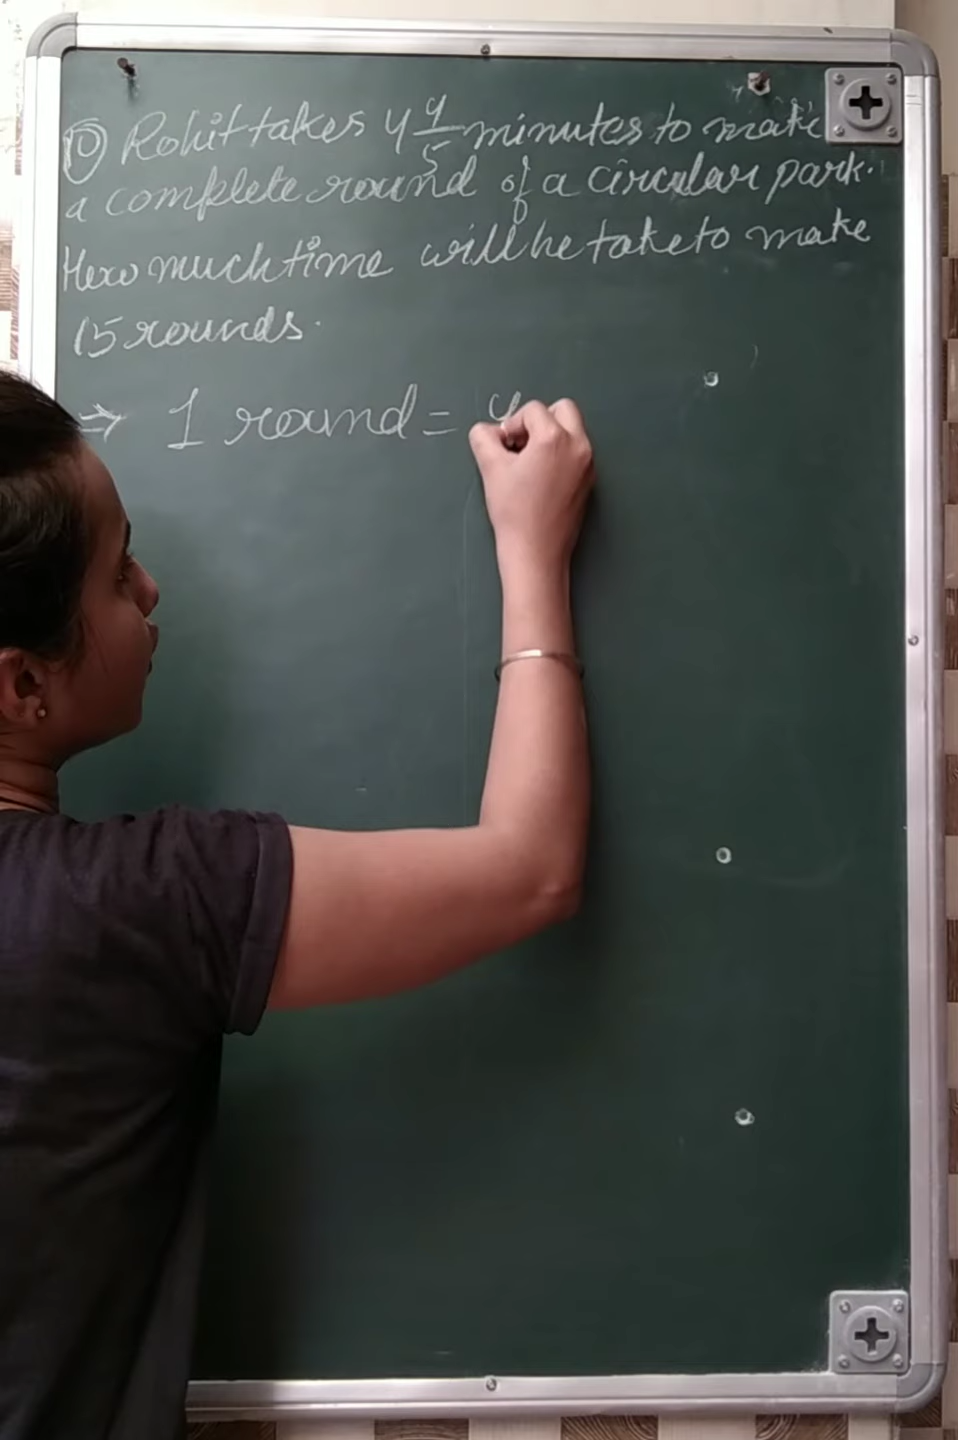 10 Rohit takes 4 4/5 minutes to make
a complete round of a circular park.
How much time will he take to make
15 rounds.
⇒ 1 round = 4